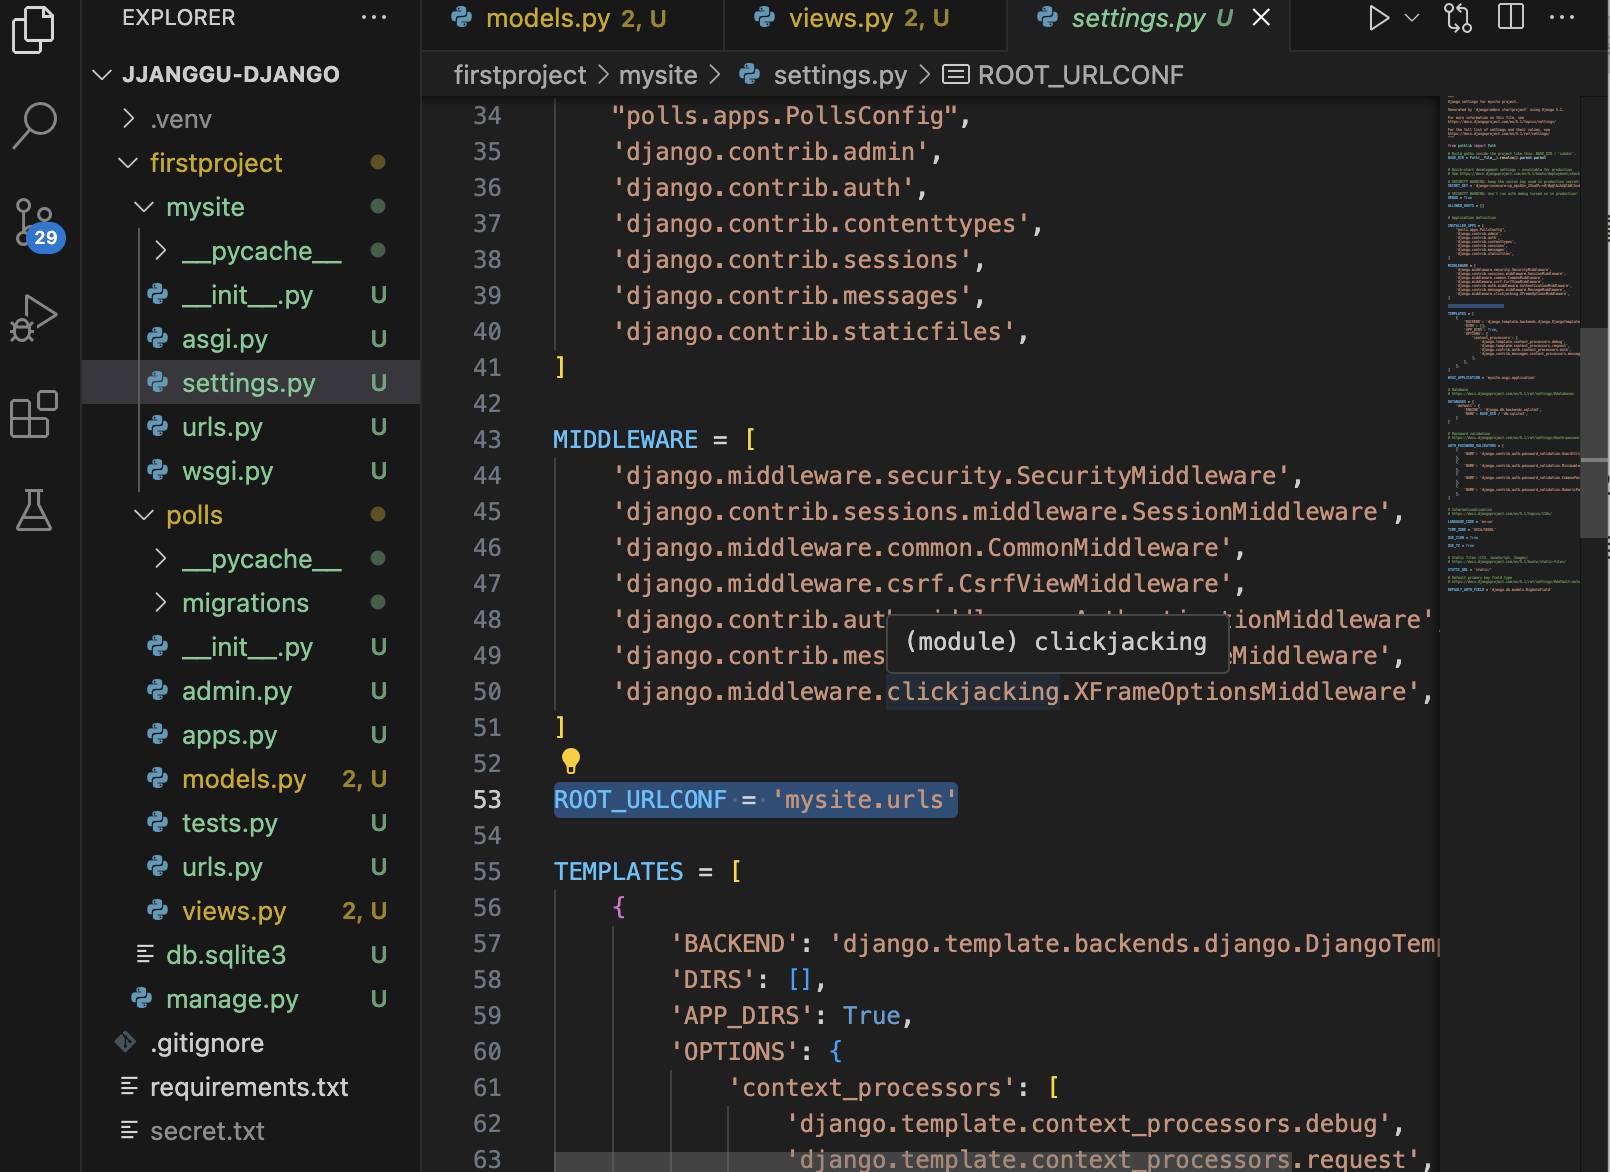 EXPLORER
JJANGGU-DJANGO
.venv
firstproject
mysite
__pycache__
__init__.py U
asgi.py U
settings.py U
urls.py U
wsgi.py U
polls
__pycache__
migrations
__init__.py U
admin.py U
apps.py U
models.py 2, U
tests.py U
urls.py U
views.py 2, U
db.sqlite3 U
manage.py U
.gitignore
requirements.txt
secret.txt
29
models.py 2, U
views.py 2, U
settings.py U
firstproject > mysite > settings.py > ROOT_URLCONF
34 "polls.apps.PollsConfig",
35 'django.contrib.admin',
36 'django.contrib.auth',
37 'django.contrib.contenttypes',
38 'django.contrib.sessions',
39 'django.contrib.messages',
40 'django.contrib.staticfiles',
41 ]
42
43 MIDDLEWARE = [
44 'django.middleware.security.SecurityMiddleware',
45 'django.contrib.sessions.middleware.SessionMiddleware',
46 'django.middleware.common.CommonMiddleware',
47 'django.middleware.csrf.CsrfViewMiddleware',
48 'django.contrib.aut ionMiddleware'
(module) clickjacking
49 'django.contrib.mes eMiddleware',
50 'django.middleware.clickjacking.XFrameOptionsMiddleware',
51 ]
52
53 ROOT_URLCONF = 'mysite.urls'
54
55 TEMPLATES = [
56 {
57 'BACKEND': 'django.template.backends.django.DjangoTemp
58 'DIRS': [],
59 'APP_DIRS': True,
60 'OPTIONS': {
61 'context_processors': [
62 'django.template.context_processors.debug',
63 'django.template.context_processors.request',